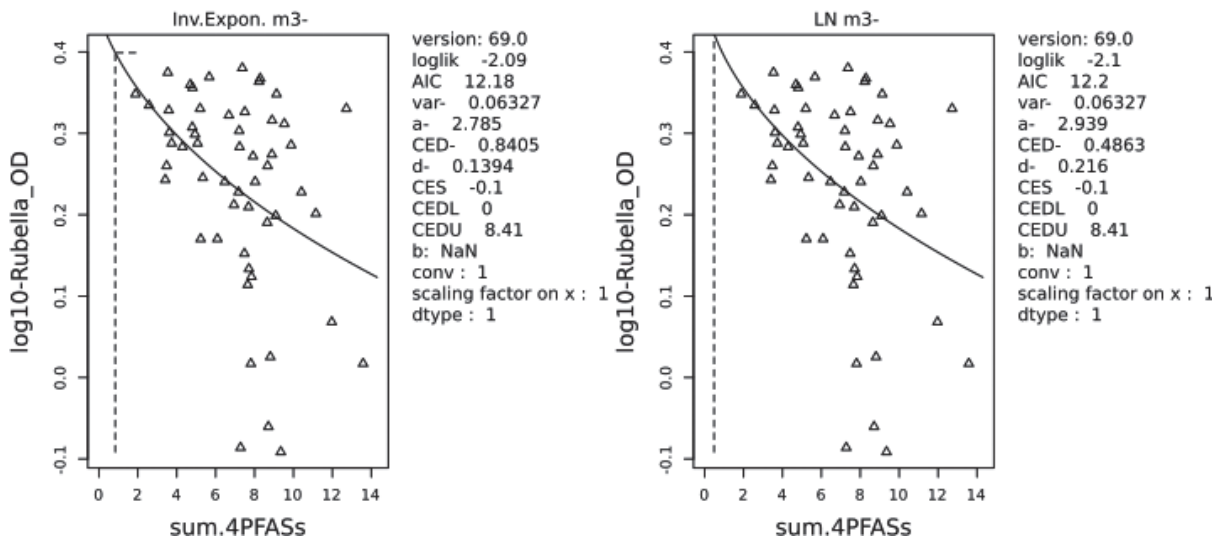 Inv.Expon. m3-
log10-Rubella_OD
0.4
0.3
0.2
0.1
0.0
-0.1
0 2 4 6 8 10 12 14
sum.4PFASs
version: 69.0
loglik -2.09
AIC 12.18
var- 0.06327
a- 2.785
CED- 0.8405
d- 0.1394
CES -0.1
CEDL 0
CEDU 8.41
b: NaN
conv : 1
scaling factor on x : 1
dtype : 1
LN m3-
log10-Rubella_OD
0.4
0.3
0.2
0.1
0.0
-0.1
0 2 4 6 8 10 12 14
sum.4PFASs
version: 69.0
loglik -2.1
AIC 12.2
var- 0.06327
a- 2.939
CED- 0.4863
d- 0.216
CES -0.1
CEDL 0
CEDU 8.41
b: NaN
conv : 1
scaling factor on x : 1
dtype : 1